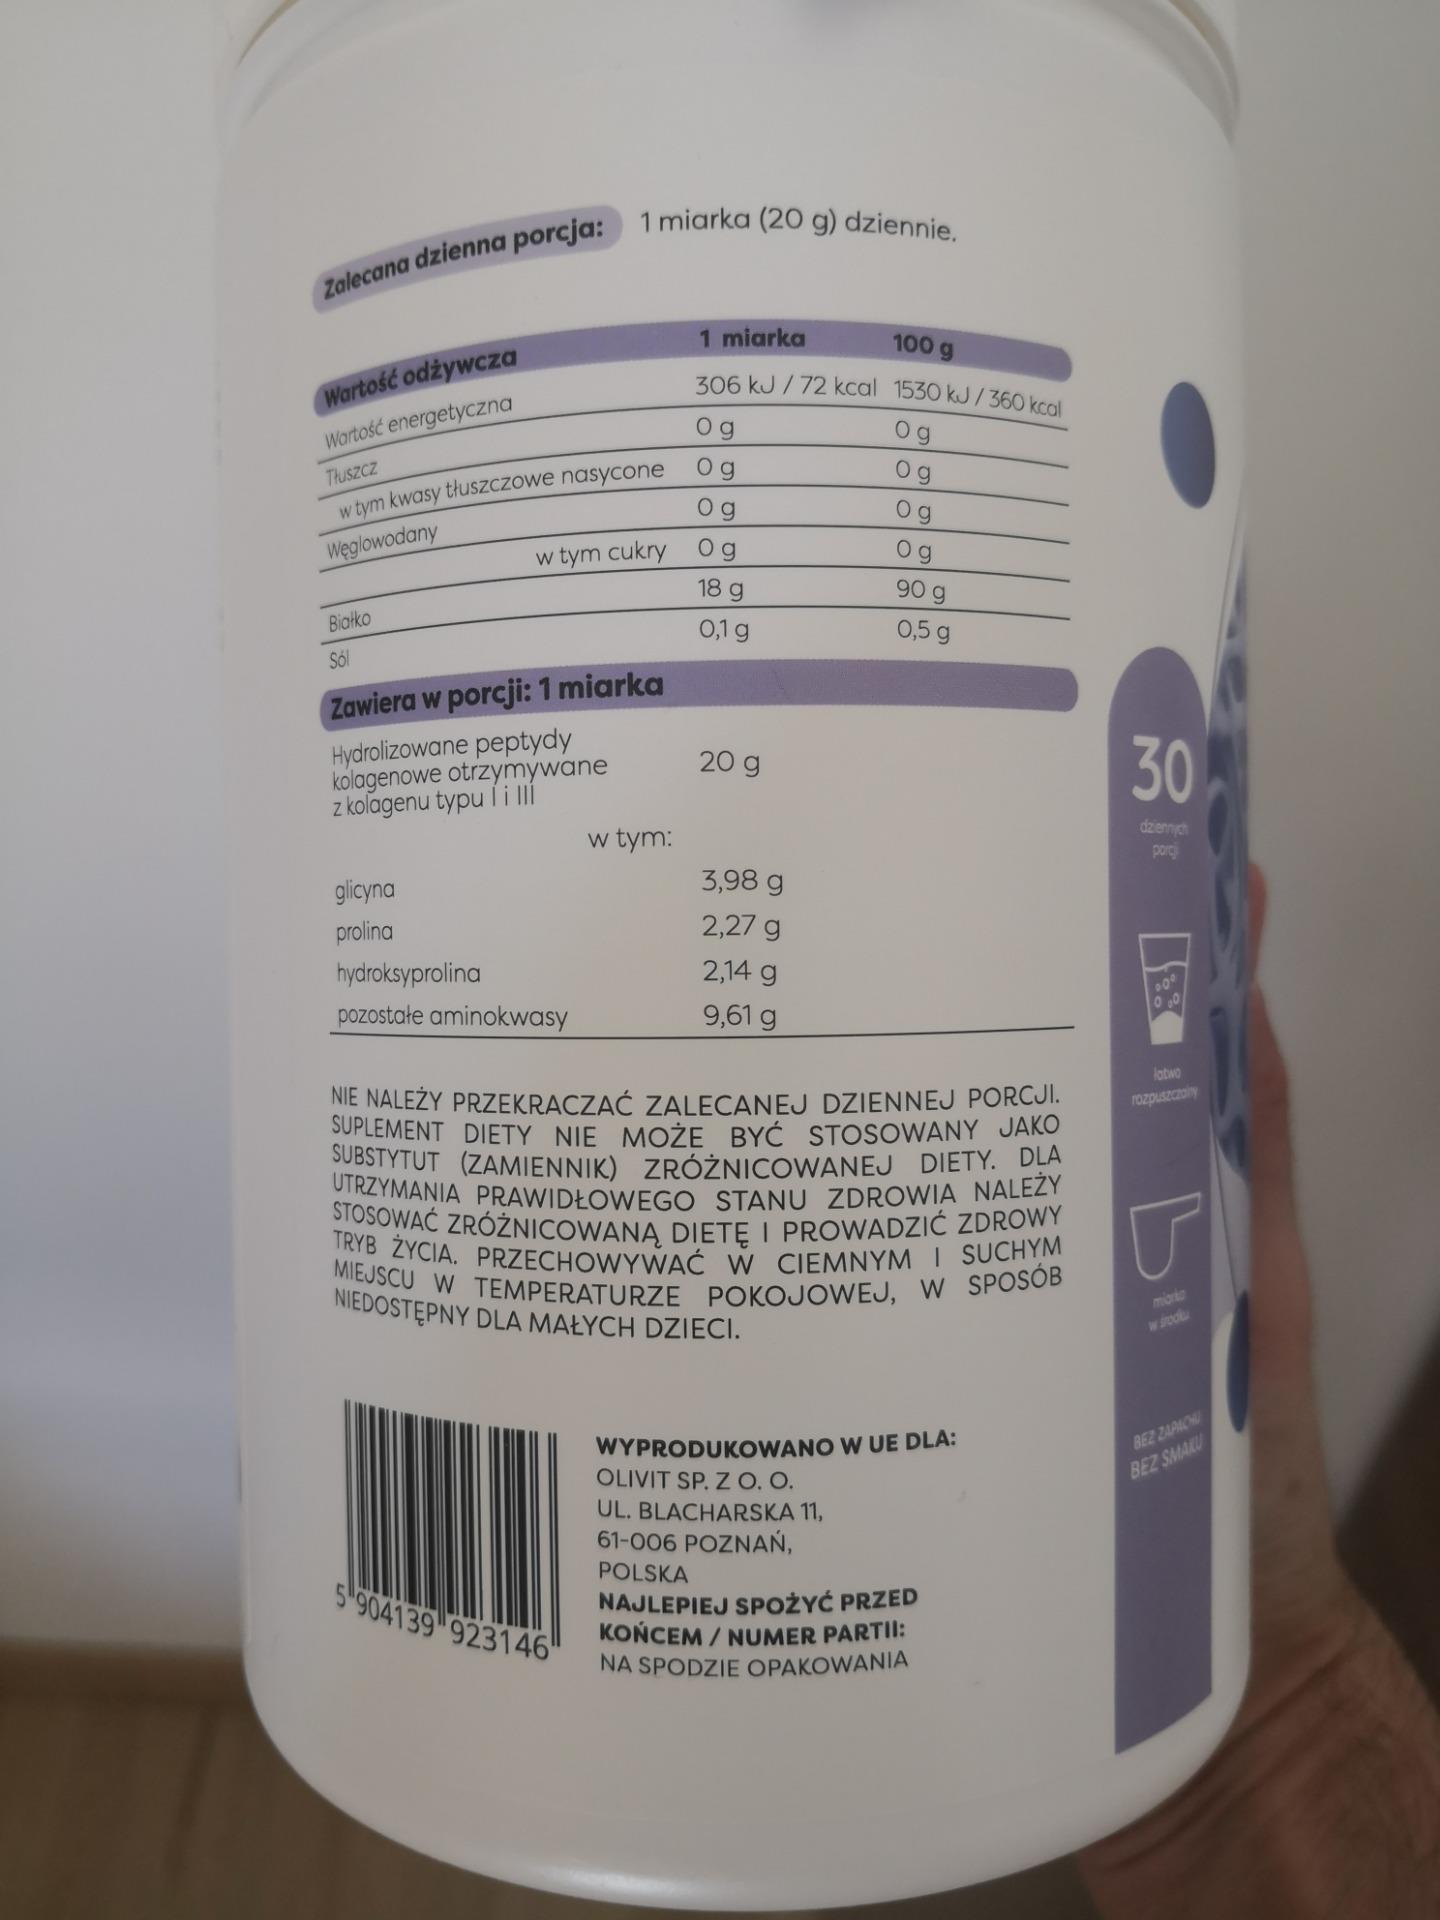 Zalecana dzienna porcja: 1 miarka (20 g) dziennie.
Wartość odżywcza 1 miarka 100 g
Wartość energetyczna 306 kJ / 72 kcal 1530 kJ / 360 kcal
Tłuszcz 0 g 0 g
w tym kwasy tłuszczowe nasycone 0 g 0 g
Węglowodany 0 g 0 g
w tym cukry 0 g 0 g
Białko 18 g 90 g
Sól 0,1 g 0,5 g
Zawiera w porcji: 1 miarka
Hydrolizowane peptydy
kolagenowe otrzymywane 20 g
z kolagenu typu I i III
w tym:
glicyna 3,98 g
prolina 2,27 g
hydroksyprolina 2,14 g
pozostałe aminokwasy 9,61 g
NIE NALEŻY PRZEKRACZAĆ ZALECANEJ DZIENNEJ PORCJI.
SUPLEMENT DIETY NIE MOŻE BYĆ STOSOWANY JAKO
SUBSTYTUT (ZAMIENNIK) ZRÓŻNICOWANEJ DIETY. DLA
UTRZYMANIA PRAWIDŁOWEGO STANU ZDROWIA NALEŻY
STOSOWAĆ ZRÓŻNICOWANĄ DIETĘ I PROWADZIĆ ZDROWY
TRYB ŻYCIA. PRZECHOWYWAĆ W CIEMNYM I SUCHYM
MIEJSCU W TEMPERATURZE POKOJOWEJ, W SPOSÓB
NIEDOSTĘPNY DLA MAŁYCH DZIECI.
5 904139 923146
WYPRODUKOWANO W UE DLA:
OLIVIT SP. Z O. O.
UL. BLACHARSKA 11,
61-006 POZNAŃ,
POLSKA
NAJLEPIEJ SPOŻYĆ PRZED
KOŃCEM / NUMER PARTII:
NA SPODZIE OPAKOWANIA
30
dziennych
porcji
łatwo
rozpuszczalny
miarka
w środku
BEZ ZAPACHU
BEZ SMAKU